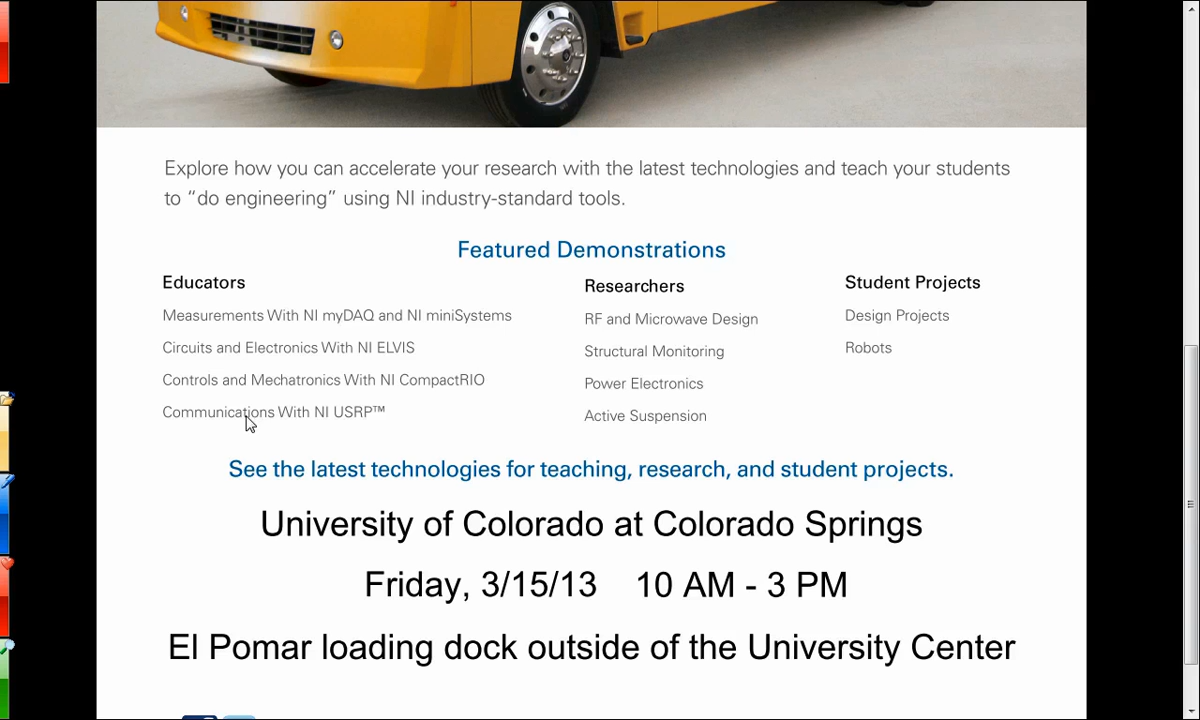 Explore how you can accelerate your research with the latest technologies and teach your students
to “do engineering” using NI industry-standard tools.
Featured Demonstrations
Educators
Measurements With NI myDAQ and NI miniSystems
Circuits and Electronics With NI ELVIS
Controls and Mechatronics With NI CompactRIO
Communications With NI USRP™
Researchers
RF and Microwave Design
Structural Monitoring
Power Electronics
Active Suspension
Student Projects
Design Projects
Robots
See the latest technologies for teaching, research, and student projects.
University of Colorado at Colorado Springs
Friday, 3/15/13 10 AM - 3 PM
El Pomar loading dock outside of the University Center